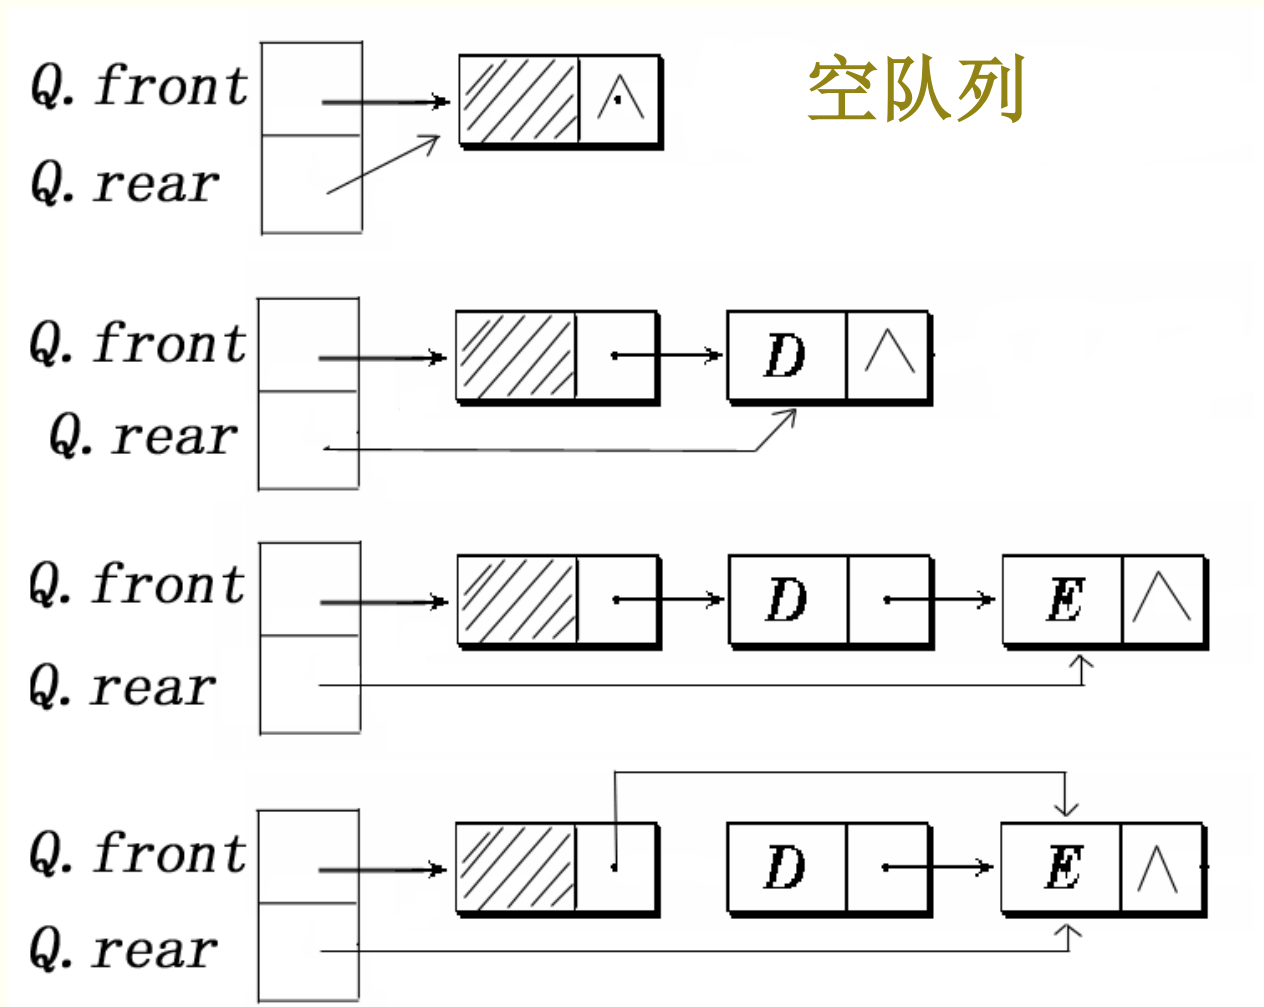 Q. front ∧ 空队列
Q. rear
Q. front D ∧
Q. rear
Q. front D E ∧
Q. rear
Q. front D E ∧
Q. rear